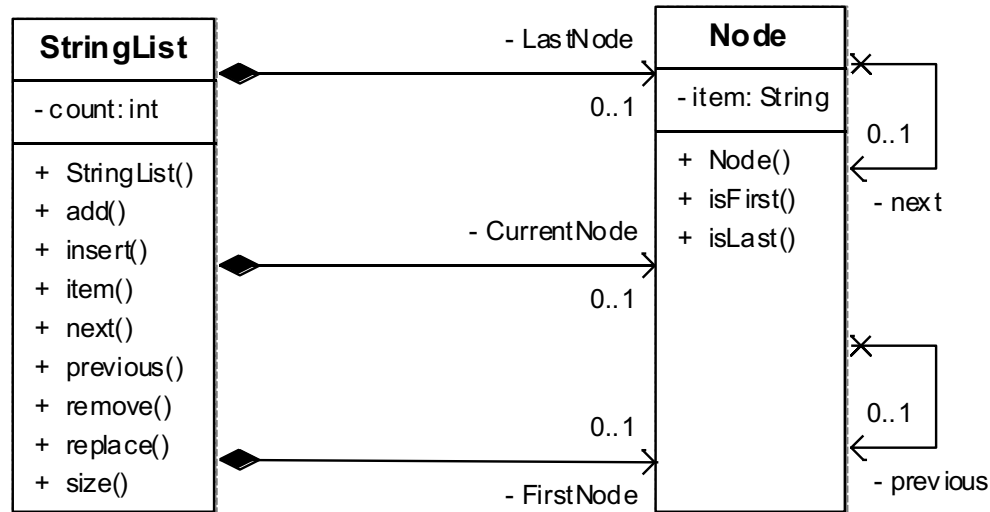 StringList
- count: int
+ StringList()
+ add()
+ insert()
+ item()
+ next()
+ previous()
+ remove()
+ replace()
+ size()
- LastNode
0..1
- CurrentNode
0..1
0..1
- FirstNode
Node
- item: String
+ Node()
+ isFirst()
+ isLast()
0..1
- next
0..1
- previous